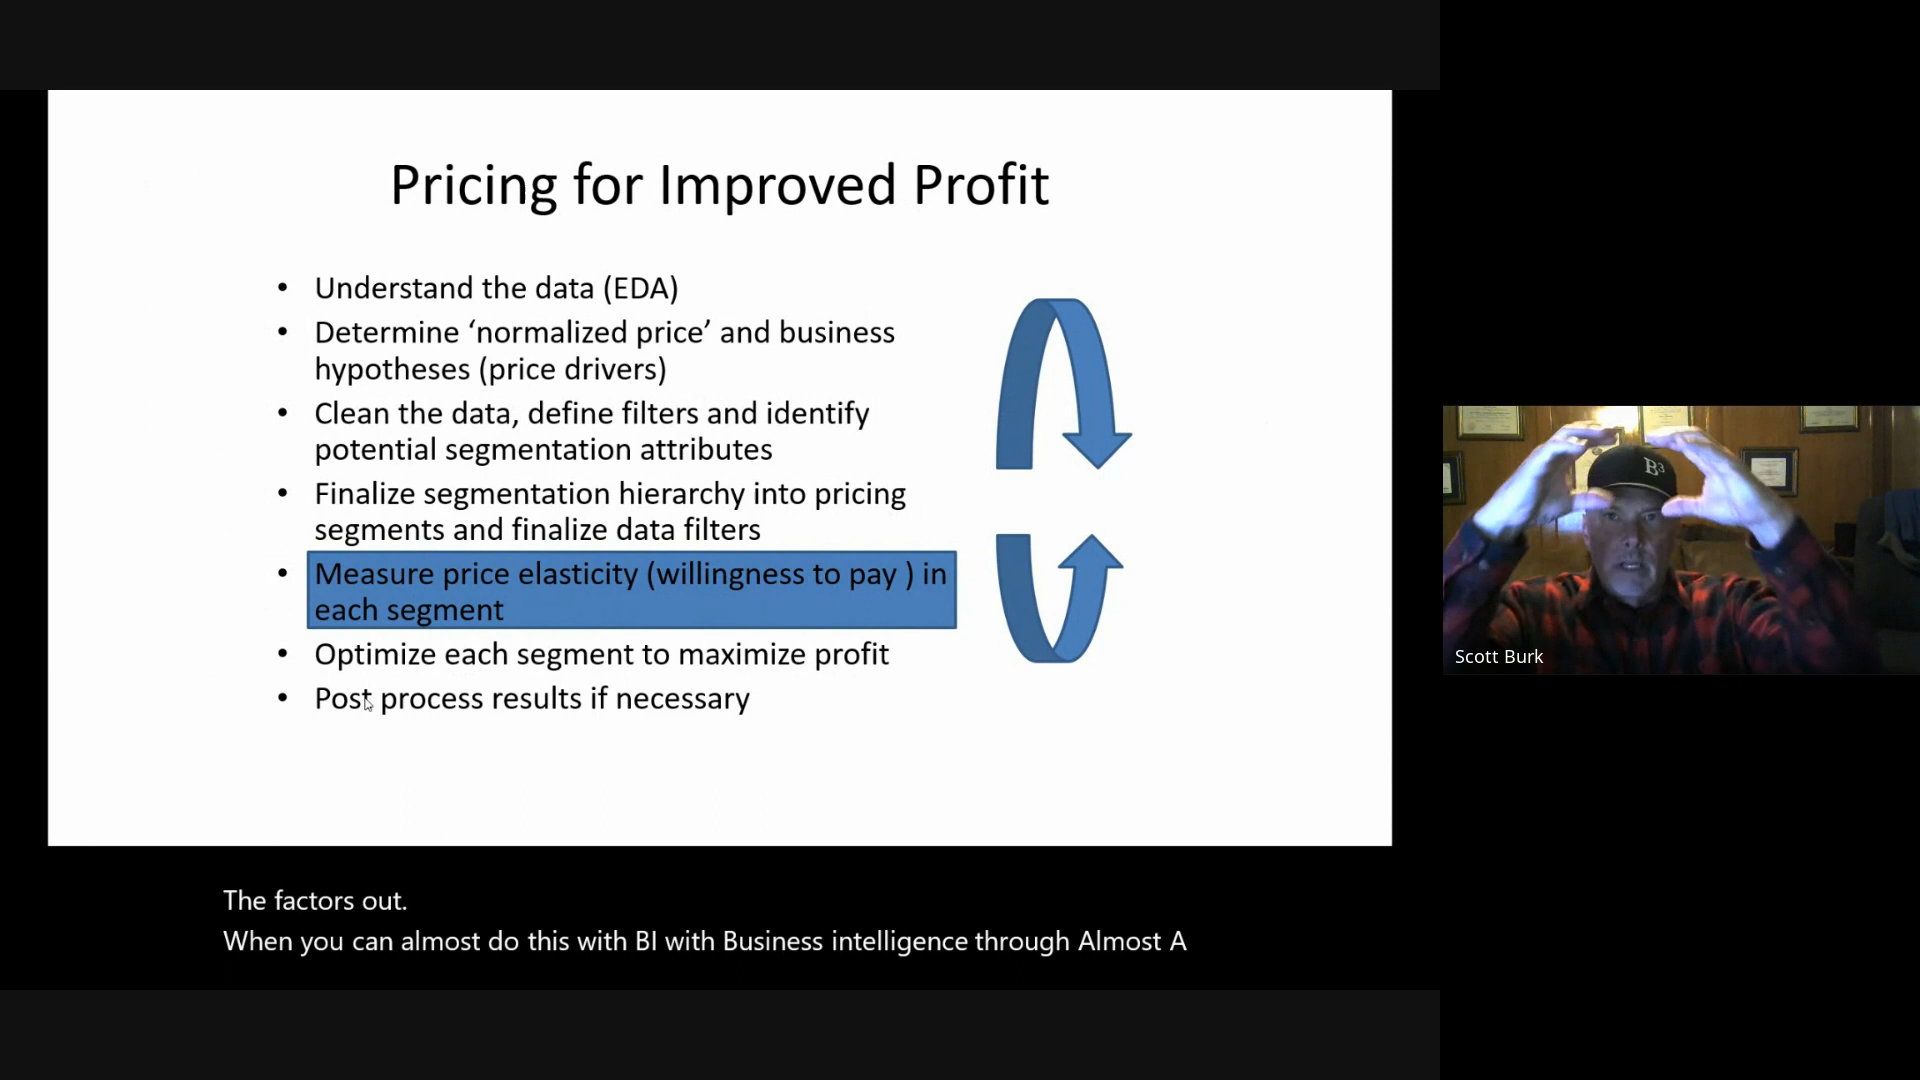 Pricing for Improved Profit
• Understand the data (EDA)
• Determine ‘normalized price’ and business
hypotheses (price drivers)
• Clean the data, define filters and identify
potential segmentation attributes
• Finalize segmentation hierarchy into pricing
segments and finalize data filters
• Measure price elasticity (willingness to pay ) in
each segment
• Optimize each segment to maximize profit
• Post process results if necessary
B3
Scott Burk
The factors out.
When you can almost do this with BI with Business intelligence through Almost A